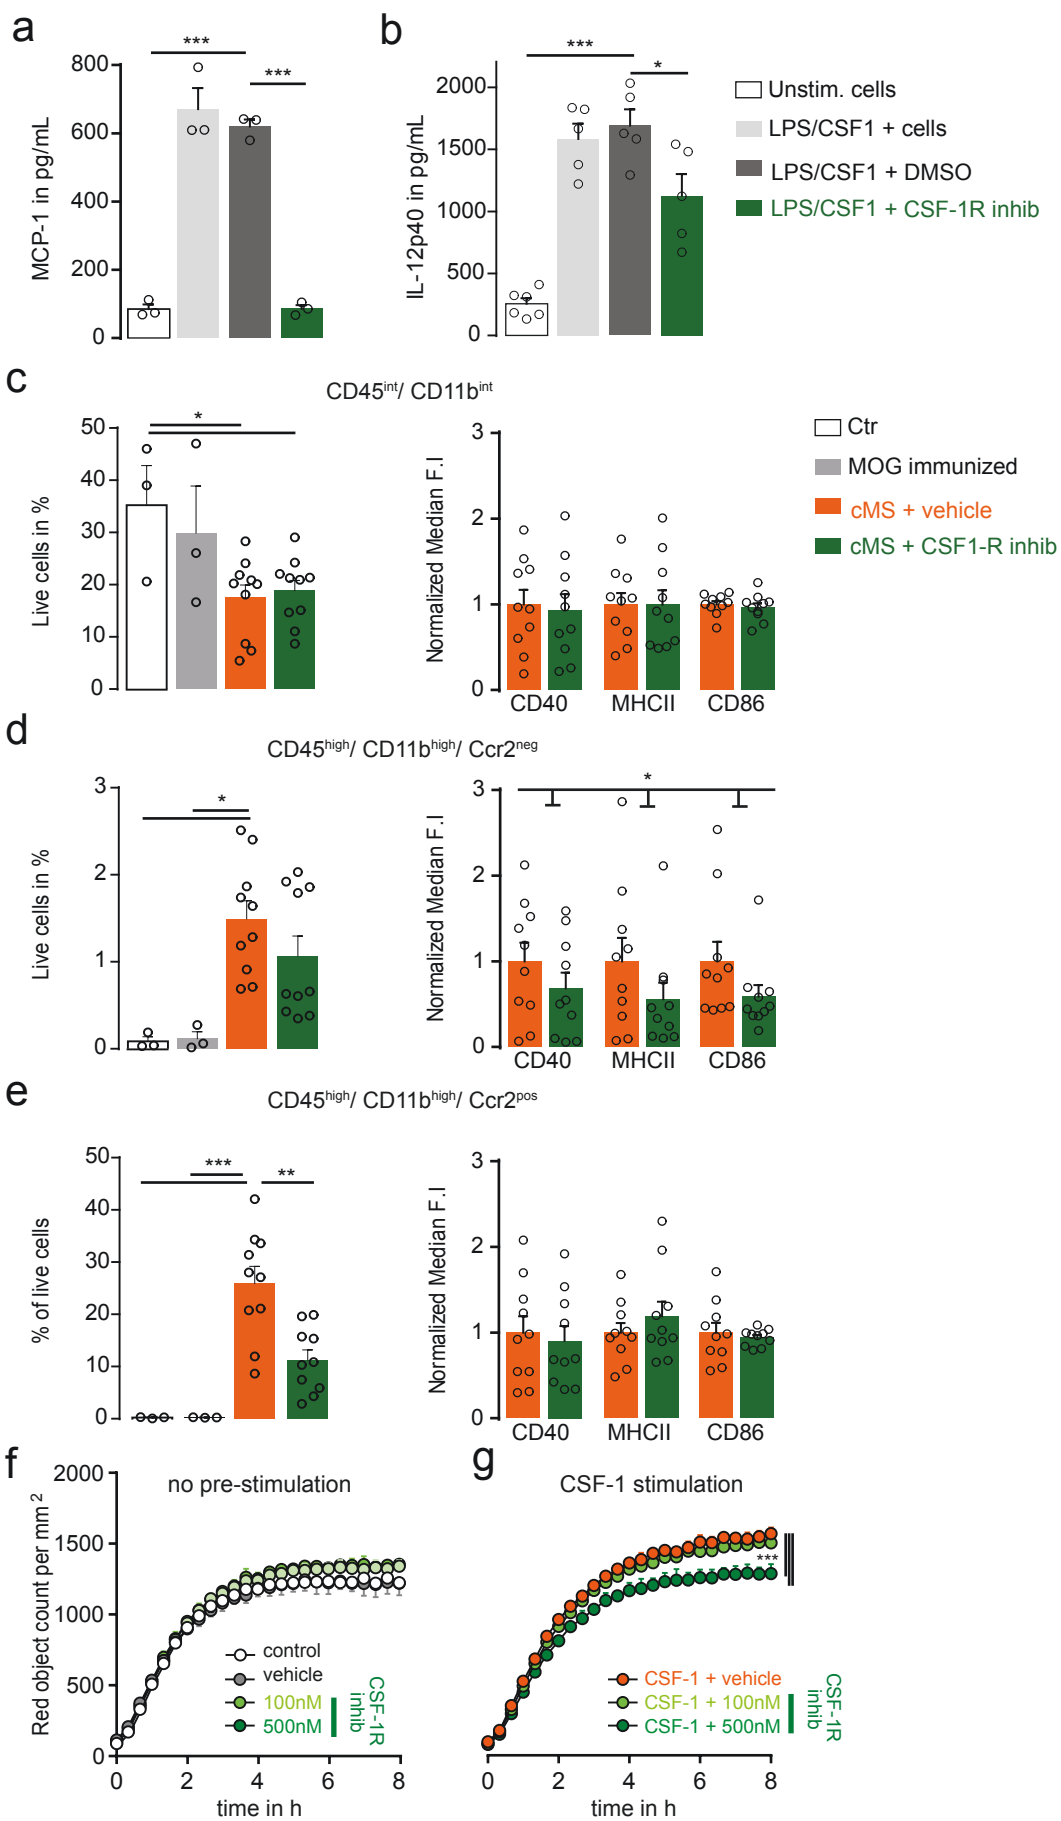 a
MCP-1 in pg/mL
800
600
400
200
0
***
***
b
IL-12p40 in pg/mL
2000
1500
1000
500
0
***
*
Unstim. cells
LPS/CSF1 + cells
LPS/CSF1 + DMSO
LPS/CSF1 + CSF-1R inhib
c
CD45int/ CD11bint
Live cells in %
50
40
30
20
10
0
*
Normalized Median F.I
3
2
1
0
CD40 MHCII CD86
Ctr
MOG immunized
cMS + vehicle
cMS + CSF1-R inhib
d
CD45high/ CD11bhigh/ Ccr2neg
Live cells in %
3
2
1
0
*
Normalized Median F.I
3
2
1
0
*
CD40 MHCII CD86
e
CD45high/ CD11bhigh/ Ccr2pos
% of live cells
50
40
30
20
10
0
***
**
Normalized Median F.I
3
2
1
0
CD40 MHCII CD86
f
no pre-stimulation
Red object count per mm2
2000
1500
1000
500
0
control
vehicle
100nM
500nM
CSF-1R
inhib
0 2 4 6 8
time in h
g
CSF-1 stimulation
***
CSF-1 + vehicle
CSF-1 + 100nM
CSF-1 + 500nM
CSF-1R
inhib
0 2 4 6 8
time in h